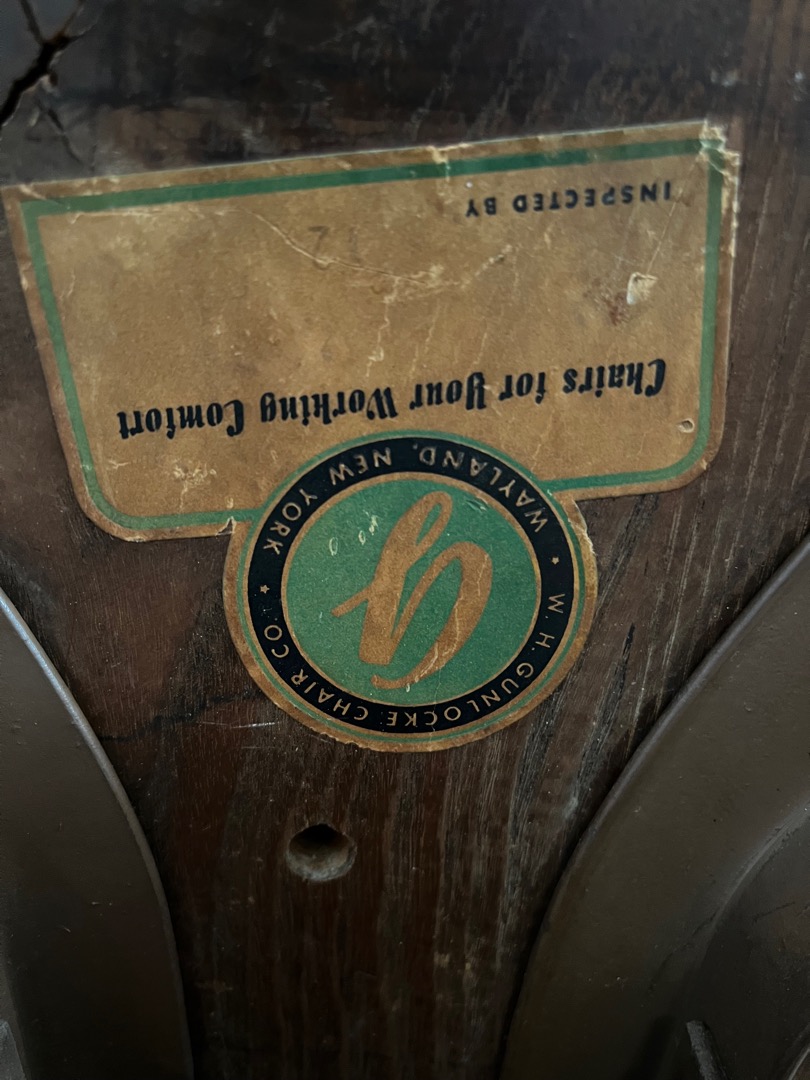 W. H. GUNLOCKE CHAIR CO.
WAYLAND, NEW YORK
G
Chairs for Your Working Comfort
INSPECTED BY